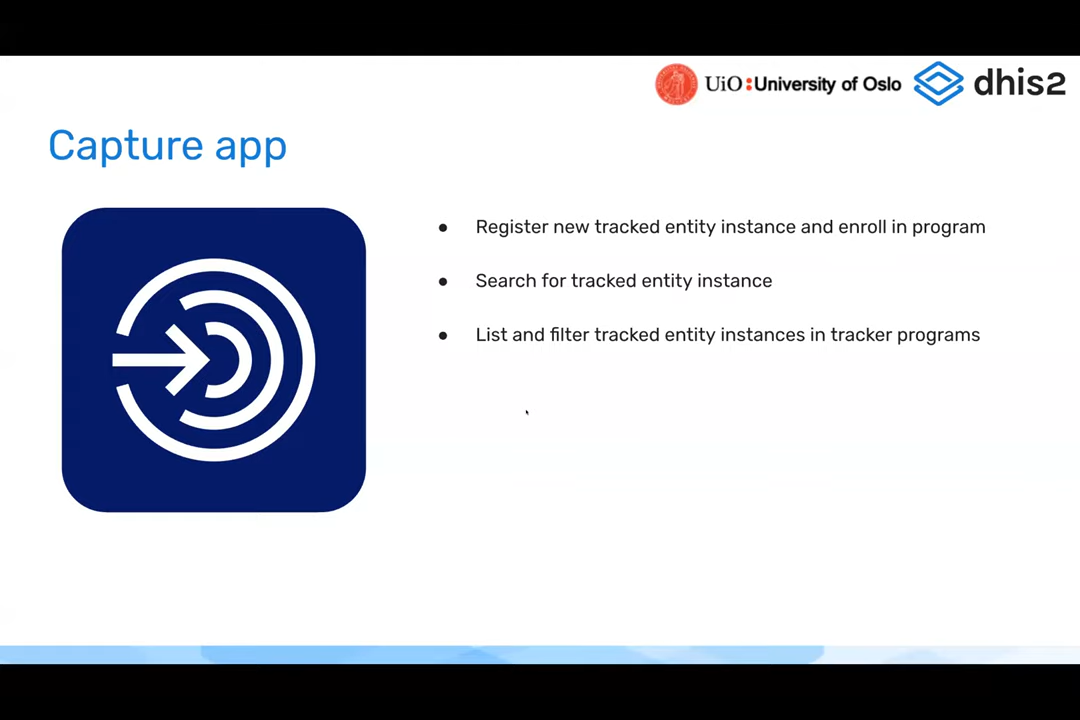 UiO:University of Oslo dhis2
Capture app
● Register new tracked entity instance and enroll in program
● Search for tracked entity instance
● List and filter tracked entity instances in tracker programs